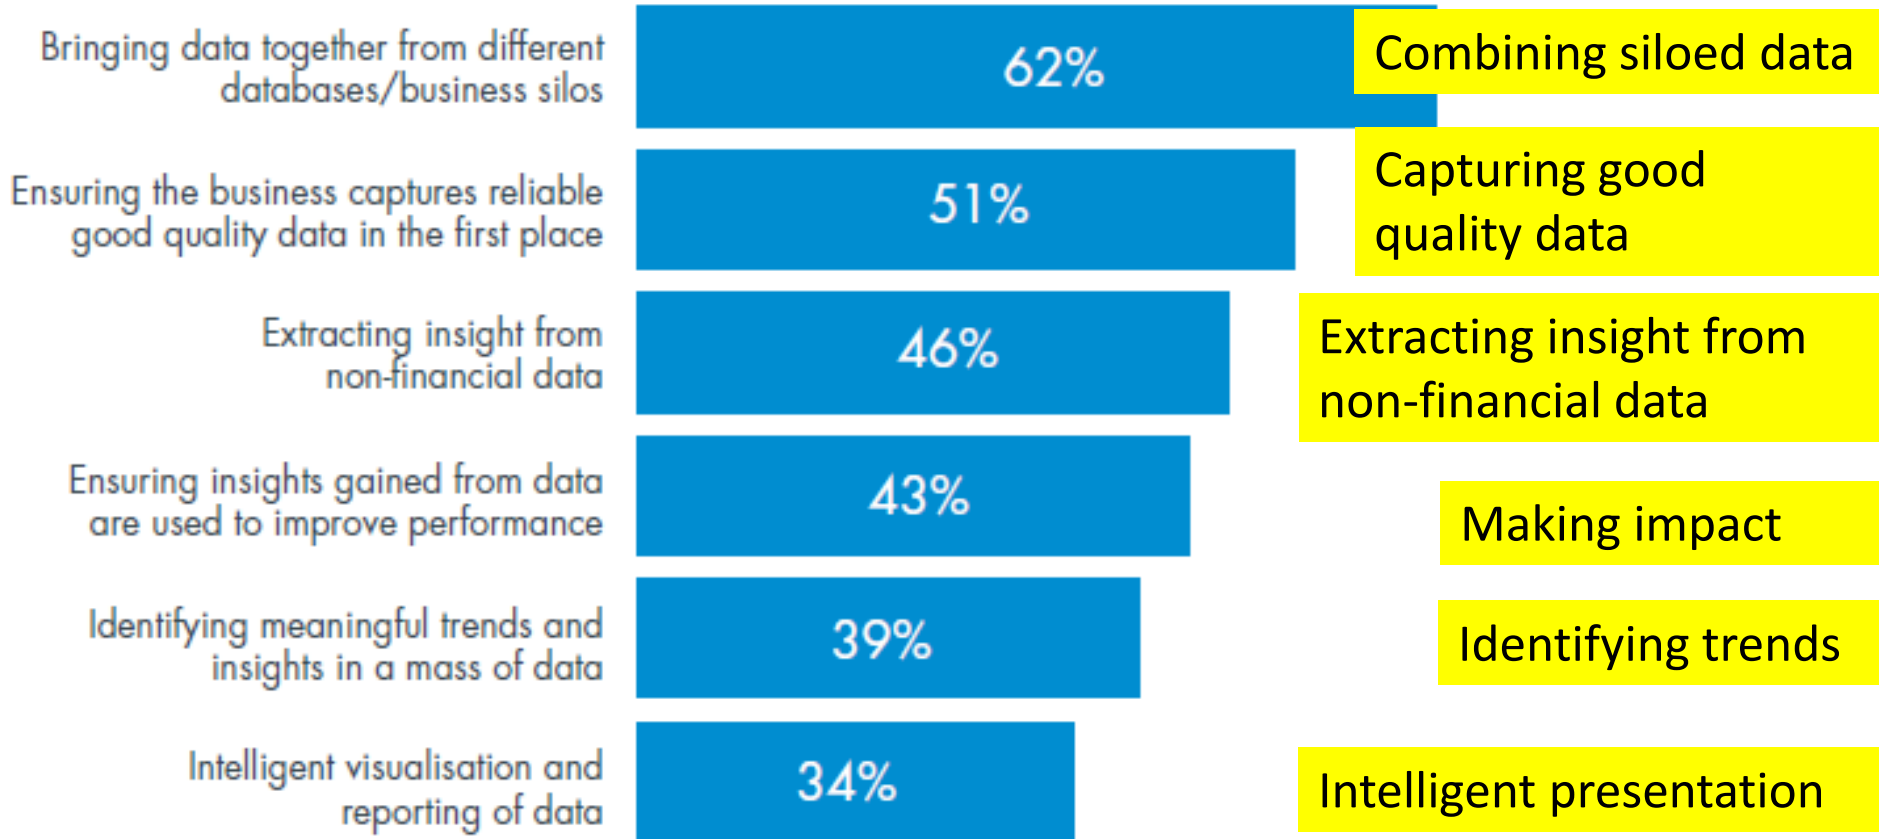 Bringing data together from different
databases/business silos
62%
Combining siloed data
Ensuring the business captures reliable
good quality data in the first place
51%
Capturing good
quality data
Extracting insight from
non-financial data
46%
Extracting insight from
non-financial data
Ensuring insights gained from data
are used to improve performance
43%
Making impact
Identifying meaningful trends and
insights in a mass of data
39%
Identifying trends
Intelligent visualisation and
reporting of data
34%
Intelligent presentation